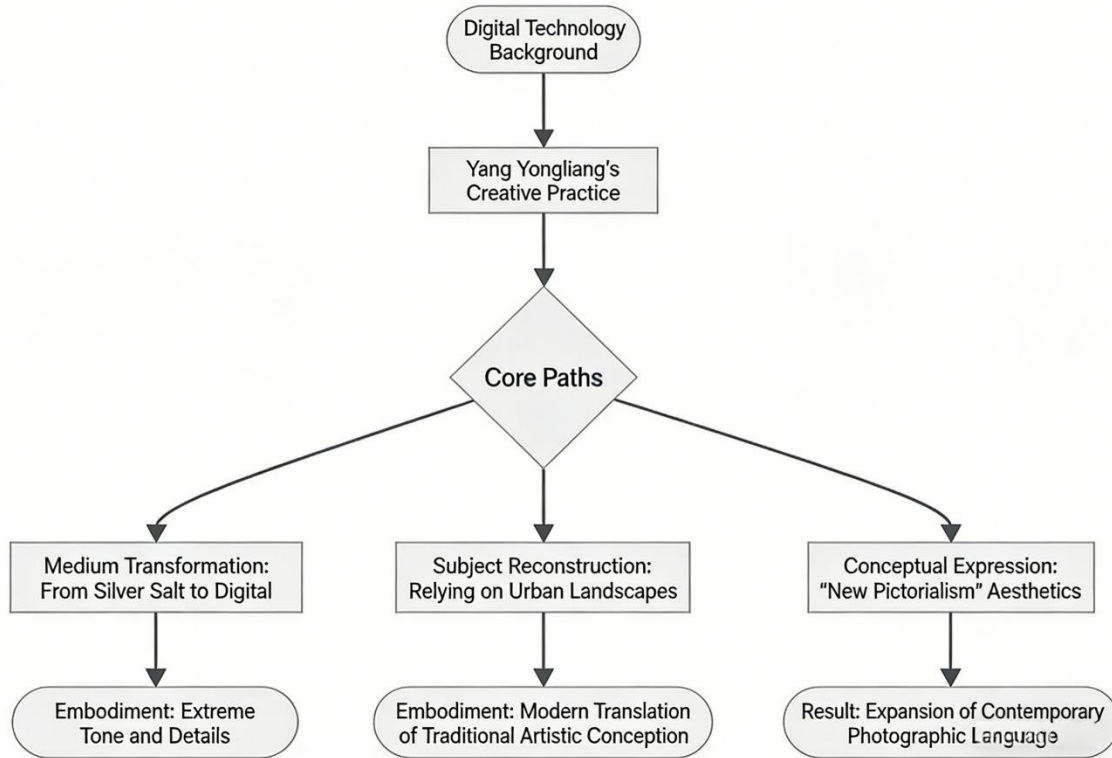 Digital Technology
Background
Yang Yongliang's
Creative Practice
Core Paths
Medium Transformation:
From Silver Salt to Digital
Subject Reconstruction:
Relying on Urban Landscapes
Conceptual Expression:
“New Pictorialism” Aesthetics
Embodiment: Extreme
Tone and Details
Embodiment: Modern Translation
of Traditional Artistic Conception
Result: Expansion of Contemporary
Photographic Language